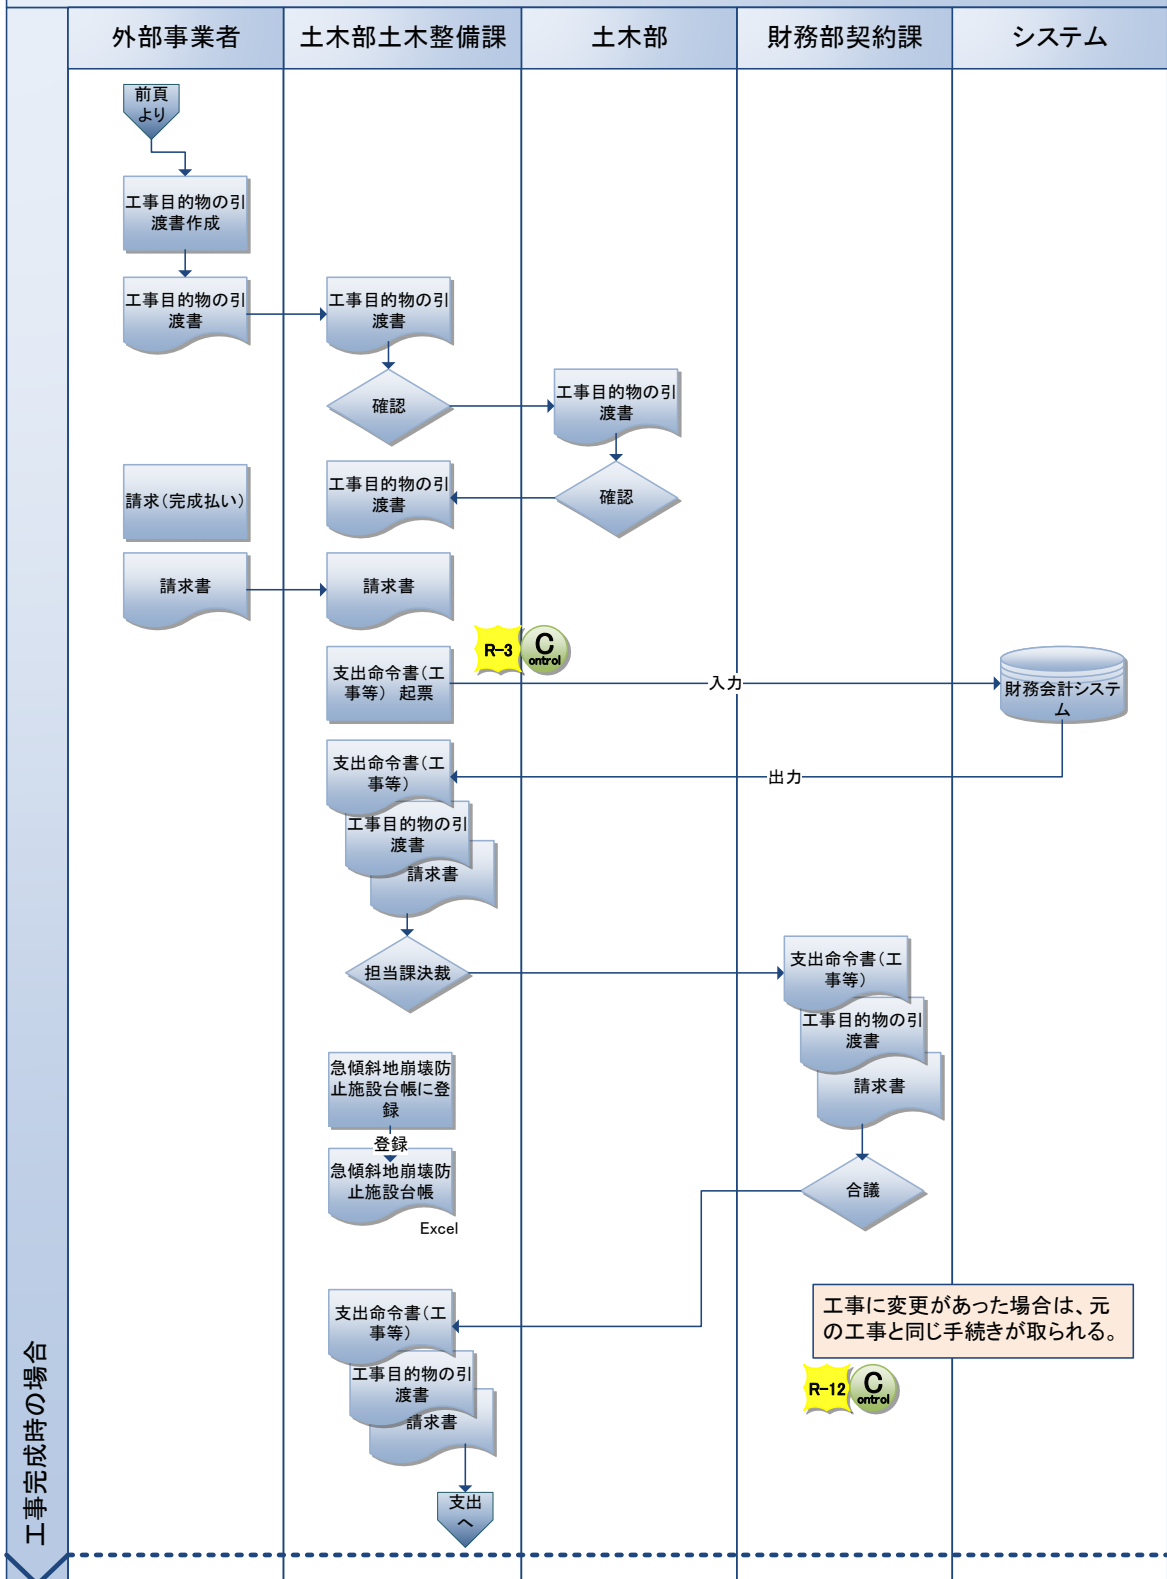 外部事業者
土木部土木整備課
土木部
財務部契約課
システム
前頁
より
工事目的物の引
渡書作成
工事目的物の引
渡書
工事目的物の引
渡書
確認
工事目的物の引
渡書
確認
工事目的物の引
渡書
請求(完成払い)
請求書
請求書
R-3
C
ontrol
支出命令書(工
事等) 起票
入力
財務会計システ
ム
出力
支出命令書(工
事等)
工事目的物の引
渡書
請求書
担当課決裁
支出命令書(工
事等)
工事目的物の引
渡書
請求書
合議
急傾斜地崩壊防
止施設台帳に登
録
登録
急傾斜地崩壊防
止施設台帳
Excel
支出命令書(工
事等)
工事目的物の引
渡書
請求書
支出
へ
工事に変更があった場合は、元
の工事と同じ手続きが取られる。
R-12
C
ontrol
工事完成時の場合